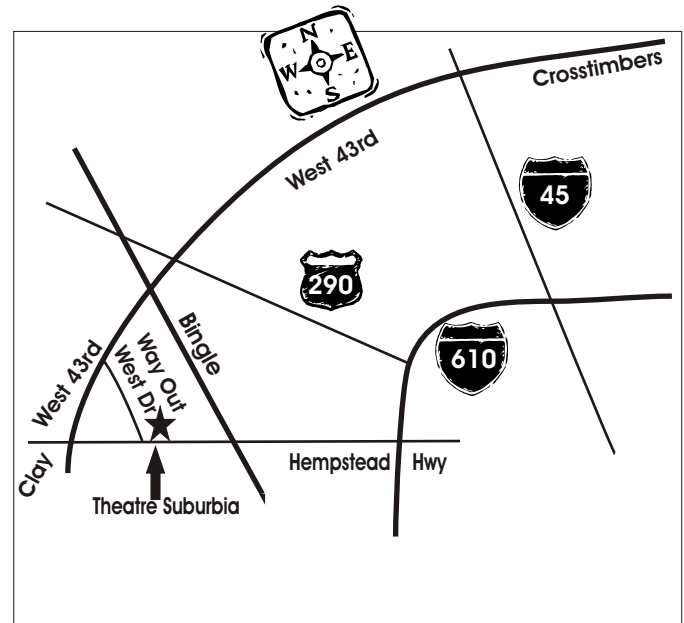 N
W E
S
Crosstimbers
West 43rd
45
290
610
Bingle
Way Out
West Dr
West 43rd
Clay
Hempstead Hwy
Theatre Suburbia